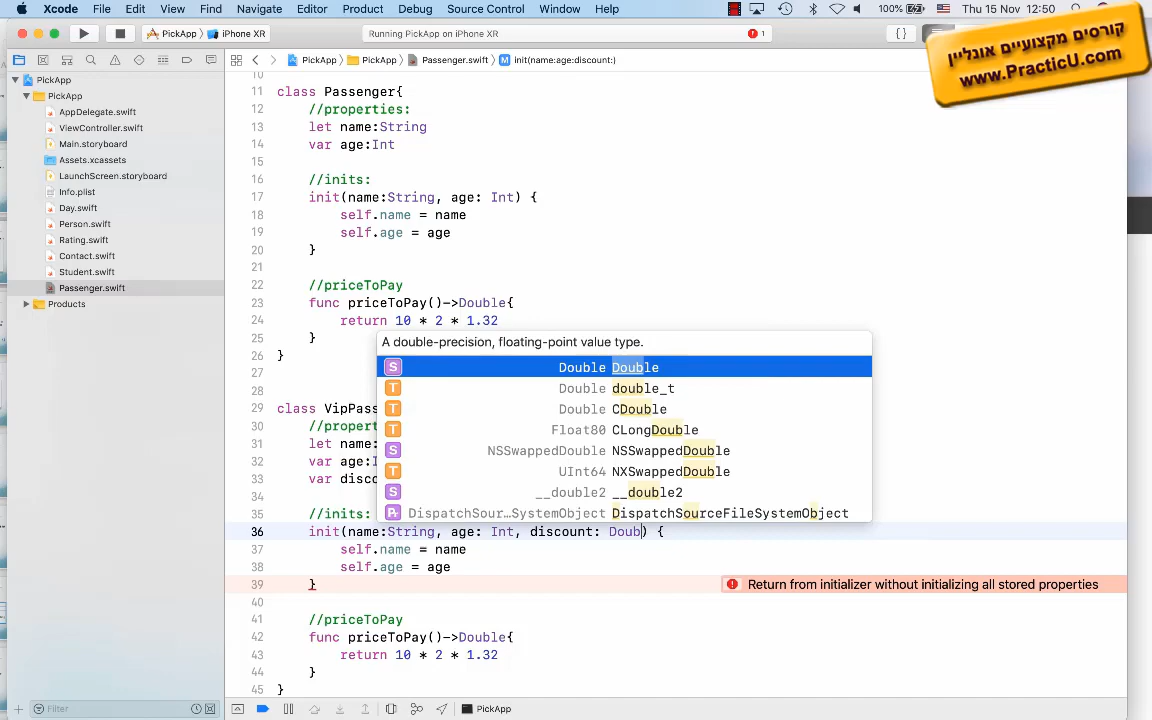 Xcode File Edit View Find Navigate Editor Product Debug Source Control Window Help 100% Thu 15 Nov 12:50
PickApp iPhone XR Running PickApp on iPhone XR 1 { }
קורסים מקצועיים אונליין
www.PracticU.com
PickApp PickApp Passenger.swift init(name:age:discount:)
PickApp
PickApp
AppDelegate.swift
ViewController.swift
Main.storyboard
Assets.xcassets
LaunchScreen.storyboard
Info.plist
Day.swift
Person.swift
Rating.swift
Contact.swift
Student.swift
Passenger.swift
Products
Filter
10
11 class Passenger{
12 //properties:
13 let name:String
14 var age:Int
15
16 //inits:
17 init(name:String, age: Int) {
18 self.name = name
19 self.age = age
20 }
21
22 //priceToPay
23 func priceToPay()->Double{
24 return 10 * 2 * 1.32
25 }
26 }
27
28
29 class VipPass
30 //propert
31 let name:
32 var age:I
33 var disco
34
35 //inits:
36 init(name:String, age: Int, discount: Doub) {
37 self.name = name
38 self.age = age
39 } Return from initializer without initializing all stored properties
40
41 //priceToPay
42 func priceToPay()->Double{
43 return 10 * 2 * 1.32
44 }
45 }
A double-precision, floating-point value type.
S Double Double
T Double double_t
T Double CDouble
T Float80 CLongDouble
S NSSwappedDouble NSSwappedDouble
T UInt64 NXSwappedDouble
S __double2 __double2
Pr DispatchSour...SystemObject DispatchSourceFileSystemObject
PickApp